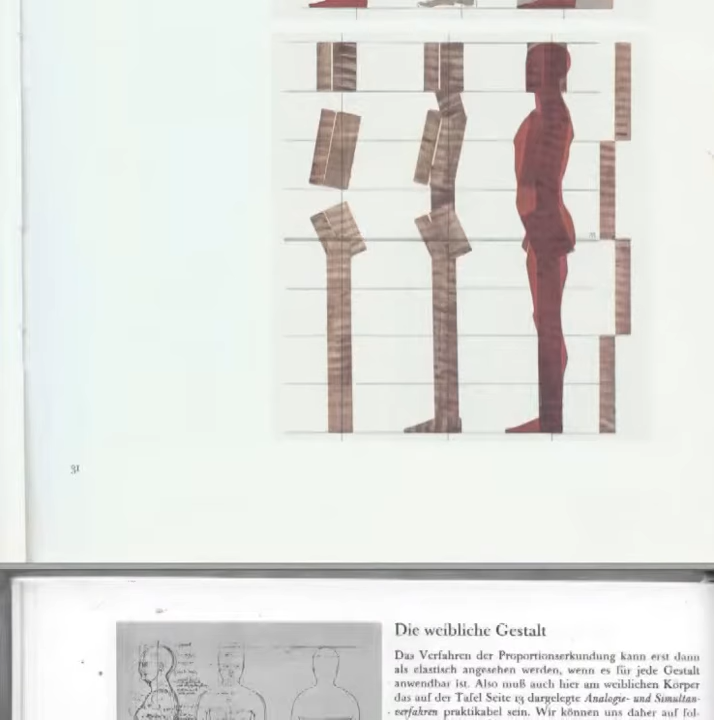 91
Die weibliche Gestalt
Das Verfahren der Proportionserkundung kann erst dann
als elastisch angesehen werden, wenn es für jede Gestalt
anwendbar ist. Also muß auch hier am weiblichen Körper
das auf der Tafel Seite 13 dargelegte Analogie- und Simultan-
verfahren praktikabel sein. Wir können uns daher auf fol-